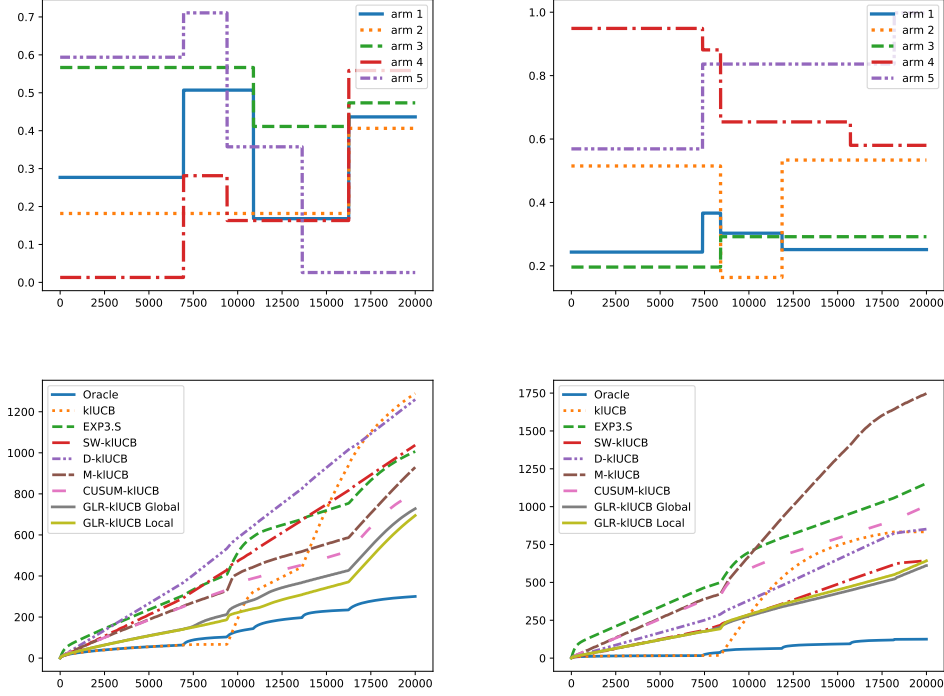 0.7
0.6
0.5
0.4
0.3
0.2
0.1
0.0
0 2500 5000 7500 10000 12500 15000 17500 20000
arm 1
arm 2
arm 3
arm 4
arm 5
1.0
0.8
0.6
0.4
0.2
0 2500 5000 7500 10000 12500 15000 17500 20000
arm 1
arm 2
arm 3
arm 4
arm 5
1200
1000
800
600
400
200
0
0 2500 5000 7500 10000 12500 15000 17500 20000
Oracle
klUCB
EXP3.S
SW-klUCB
D-klUCB
M-klUCB
CUSUM-klUCB
GLR-klUCB Global
GLR-klUCB Local
1750
1500
1250
1000
750
500
250
0
0 2500 5000 7500 10000 12500 15000 17500 20000
Oracle
klUCB
EXP3.S
SW-klUCB
D-klUCB
M-klUCB
CUSUM-klUCB
GLR-klUCB Global
GLR-klUCB Local